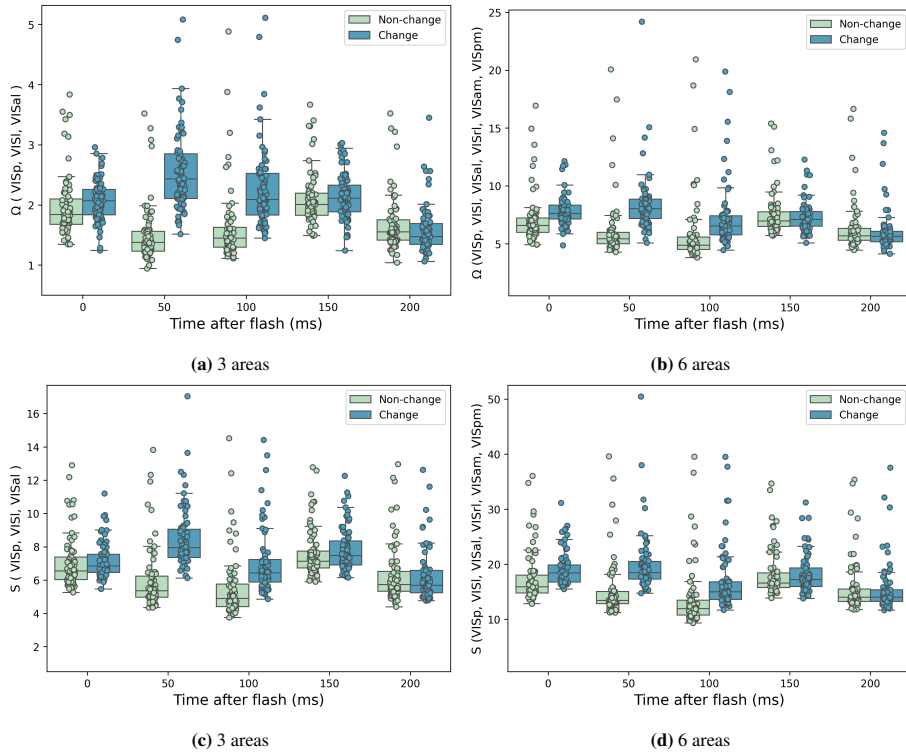 5
4
3
2
1
Ω ( VISp, VISl, VISal )
Non-change
Change
0
50
100
150
200
Time after flash (ms)
(a) 3 areas
25
20
15
10
5
Ω (VISp, VISl, VISal, VISrl, VISam, VISpm)
Non-change
Change
0
50
100
150
200
Time after flash (ms)
(b) 6 areas
16
14
12
10
8
6
4
2
S ( VISp, VISl, VISal )
Non-change
Change
0
50
100
150
200
Time after flash (ms)
(c) 3 areas
50
40
30
20
10
S (VISp, VISl, VISal, VISrl, VISam, VISpm)
Non-change
Change
0
50
100
150
200
Time after flash (ms)
(d) 6 areas